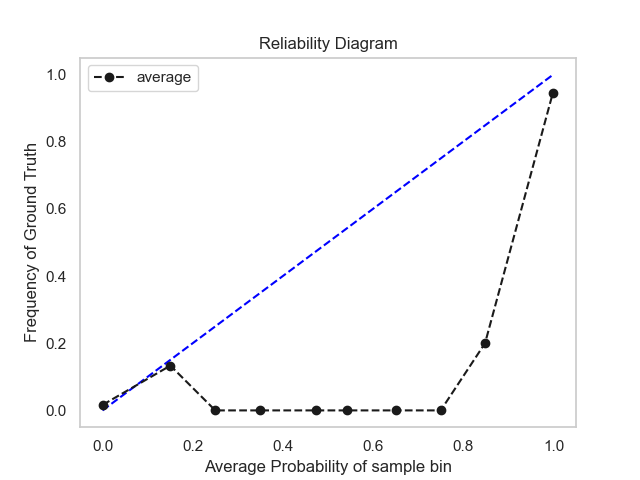 Reliability Diagram
average
1.0
0.8
0.6
0.4
0.2
0.0
Frequency of Ground Truth
0.0 0.2 0.4 0.6 0.8 1.0
Average Probability of sample bin